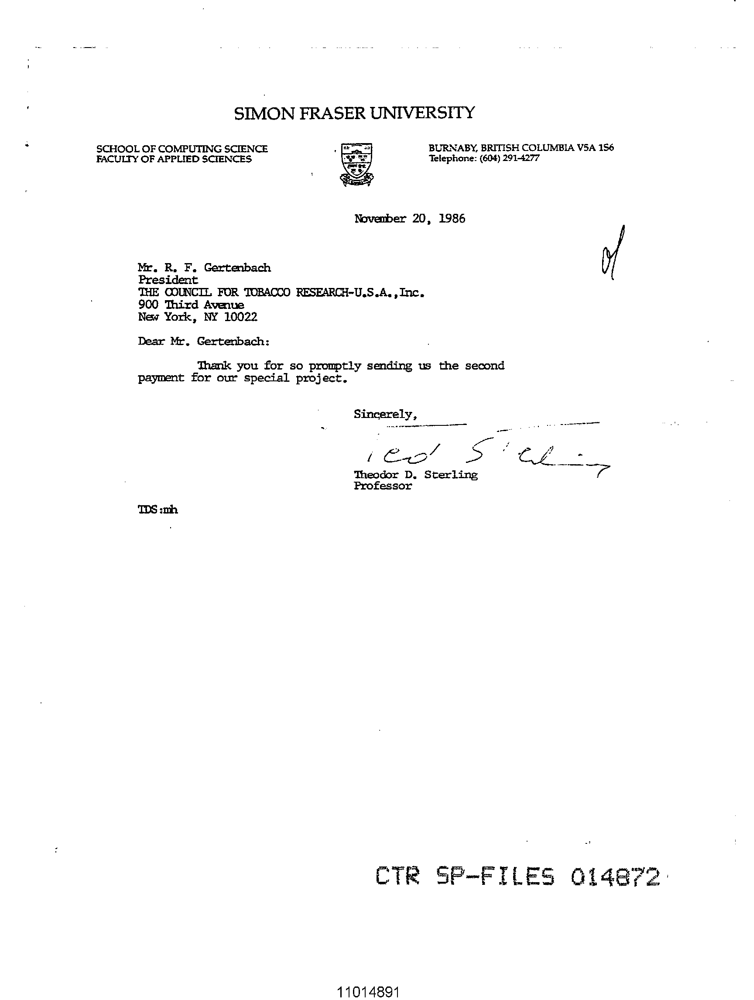 SIMON FRASER UNIVERSITY
SCHOOL OF COMPUTING SCIENCE
FACULTY OF APPLIED SCIENCES
BURNABY, BRITISH COLUMBIA V5A 1S6
Telephone: (604) 291-4277
November 20, 1986
Mr. R. F. Gertenbach
President
THE COUNCIL FOR TOBACCO RESEARCH-U.S.A.,Inc.
900 Third Avenue
New York, NY 10022
Dear Mr. Gertenbach:
Thank you for so promptly sending us the second
payment for our special project.
Sincerely,
Ted Sterling
Theodor D. Sterling
Professor
TDS:mh
CTR SP-FILES 014872
11014891